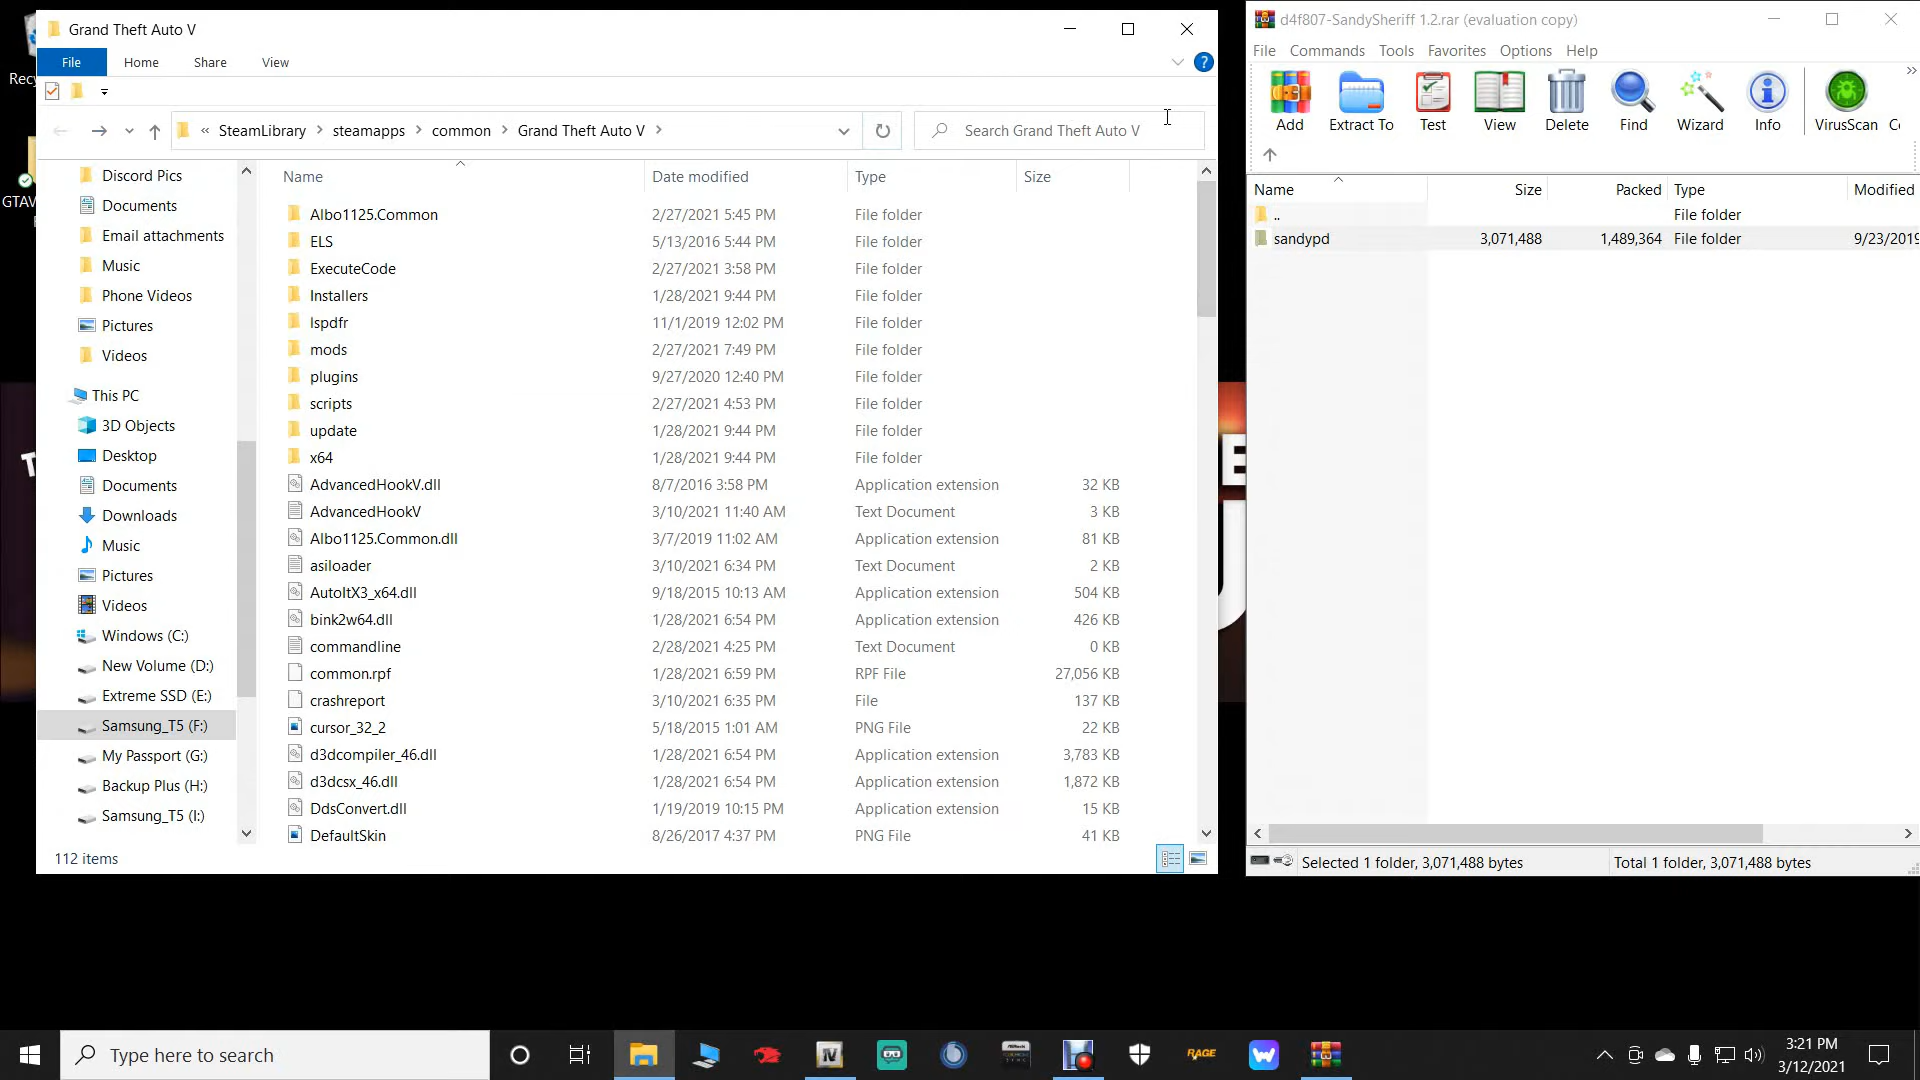 Recy
GTAV
Grand Theft Auto V
File Home Share View
« SteamLibrary steamapps common Grand Theft Auto V
Search Grand Theft Auto V
Discord Pics
Documents
Email attachments
Music
Phone Videos
Pictures
Videos
This PC
3D Objects
Desktop
Documents
Downloads
Music
Pictures
Videos
Windows (C:)
New Volume (D:)
Extreme SSD (E:)
Samsung_T5 (F:)
My Passport (G:)
Backup Plus (H:)
Samsung_T5 (I:)
Name Date modified Type Size
Albo1125.Common 2/27/2021 5:45 PM File folder
ELS 5/13/2016 5:44 PM File folder
ExecuteCode 2/27/2021 3:58 PM File folder
Installers 1/28/2021 9:44 PM File folder
lspdfr 11/1/2019 12:02 PM File folder
mods 2/27/2021 7:49 PM File folder
plugins 9/27/2020 12:40 PM File folder
scripts 2/27/2021 4:53 PM File folder
update 1/28/2021 9:44 PM File folder
x64 1/28/2021 9:44 PM File folder
AdvancedHookV.dll 8/7/2016 3:58 PM Application extension 32 KB
AdvancedHookV 3/10/2021 11:40 AM Text Document 3 KB
Albo1125.Common.dll 3/7/2019 11:02 AM Application extension 81 KB
asiloader 3/10/2021 6:34 PM Text Document 2 KB
AutoItX3_x64.dll 9/18/2015 10:13 AM Application extension 504 KB
bink2w64.dll 1/28/2021 6:54 PM Application extension 426 KB
commandline 2/28/2021 4:25 PM Text Document 0 KB
common.rpf 1/28/2021 6:59 PM RPF File 27,056 KB
crashreport 3/10/2021 6:35 PM File 137 KB
cursor_32_2 5/18/2015 1:01 AM PNG File 22 KB
d3dcompiler_46.dll 1/28/2021 6:54 PM Application extension 3,783 KB
d3dcsx_46.dll 1/28/2021 6:54 PM Application extension 1,872 KB
DdsConvert.dll 1/19/2019 10:15 PM Application extension 15 KB
DefaultSkin 8/26/2017 4:37 PM PNG File 41 KB
112 items
d4f807-SandySheriff 1.2.rar (evaluation copy)
File Commands Tools Favorites Options Help
Add Extract To Test View Delete Find Wizard Info VirusScan
Name Size Packed Type Modified
.. File folder
sandypd 3,071,488 1,489,364 File folder 9/23/2019
Selected 1 folder, 3,071,488 bytes
Total 1 folder, 3,071,488 bytes
Type here to search
RAGE
3:21 PM
3/12/2021